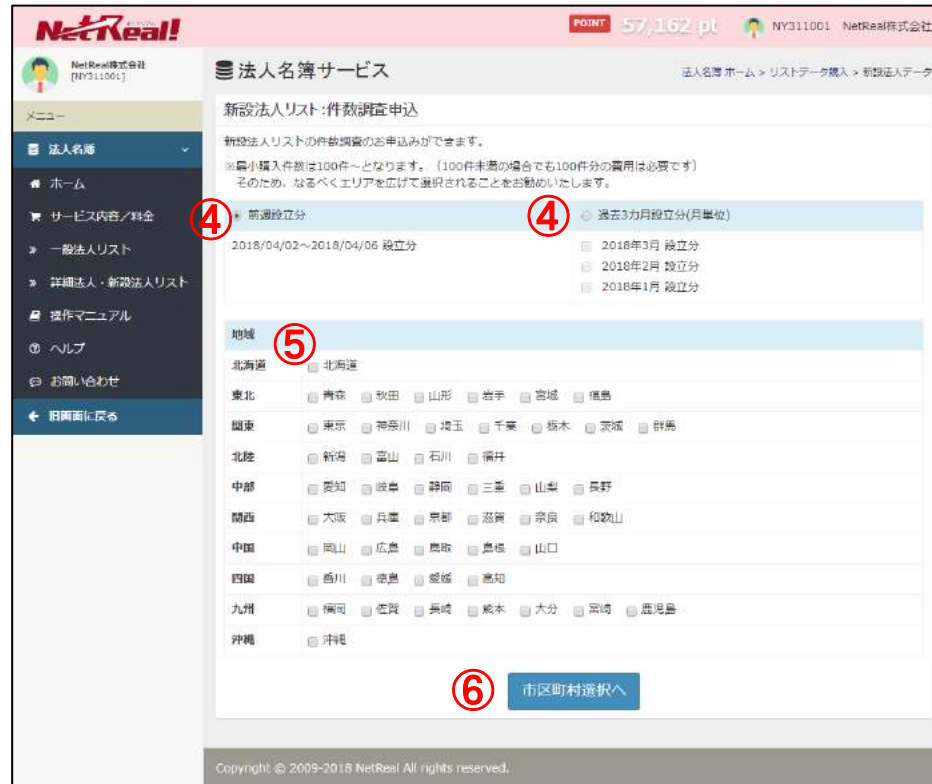 NetReal!
POINT 57,162 pt NY311001 NetReal株式会社
NetReal株式会社
[NY311001]
法人名簿サービス
法人名簿 ホーム > リストデータ購入 > 新設法人データ
メニュー
法人名簿
ホーム
サービス内容/料金
一般法人リスト
詳細法人・新設法人リスト
操作マニュアル
ヘルプ
お問い合わせ
旧画面に戻る
新設法人リスト:件数調査申込
新設法人リストの件数調査のお申込みができます。
※最小購入件数は100件~となります。(100件未満の場合でも100件分の費用は必要です)
そのため、なるべくエリアを広げて選択されることをお勧めいたします。
④ 前週設立分 ④ 過去3カ月設立分(月単位)
2018/04/02~2018/04/06 設立分
2018年3月 設立分
2018年2月 設立分
2018年1月 設立分
地域 ⑤
北海道 北海道
東北 青森 秋田 山形 岩手 宮城 福島
関東 東京 神奈川 埼玉 千葉 栃木 茨城 群馬
北陸 新潟 富山 石川 福井
中部 愛知 岐阜 静岡 三重 山梨 長野
関西 大阪 兵庫 京都 滋賀 奈良 和歌山
中国 岡山 広島 鳥取 島根 山口
四国 香川 徳島 愛媛 高知
九州 福岡 佐賀 長崎 熊本 大分 宮崎 鹿児島
沖縄 沖縄
⑥ 市区町村選択へ
Copyright © 2009-2018 NetReal All rights reserved.